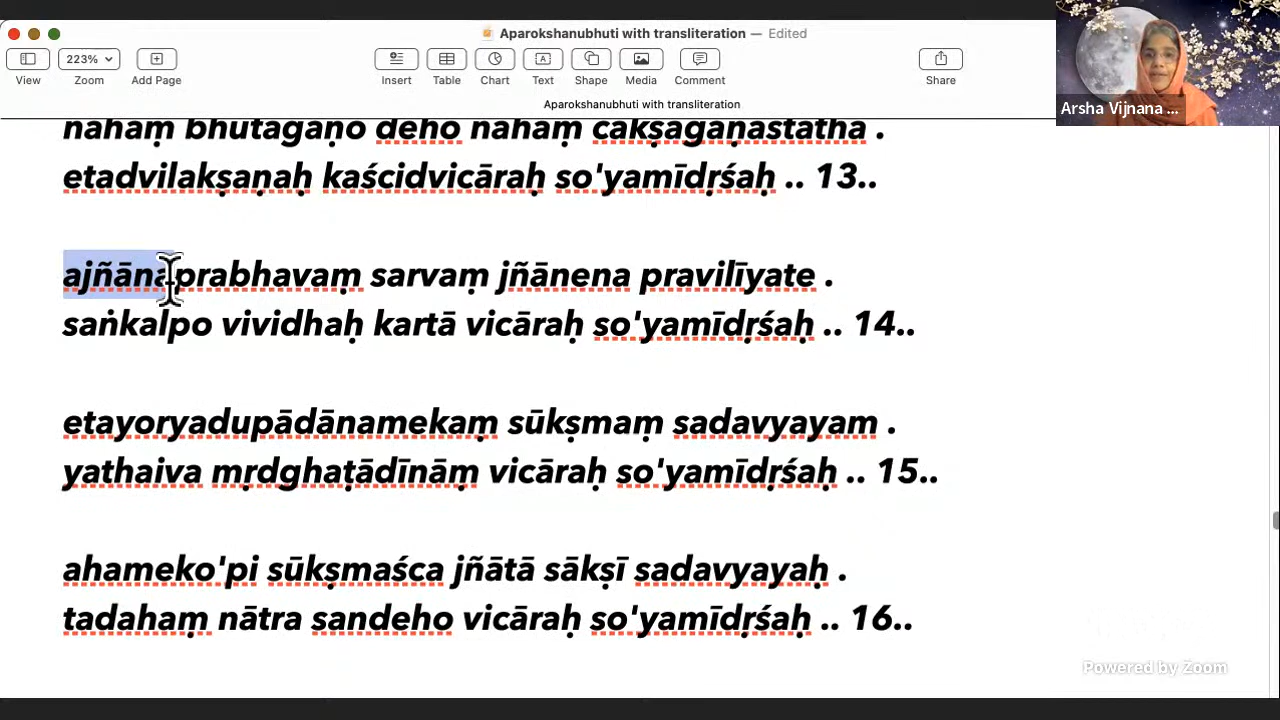 Aparokshanubhuti with transliteration — Edited
View
223%
Zoom
Add Page
Insert
Table
Chart
Text
Shape
Media
Comment
Share
Aparokshanubhuti with transliteration
Arsha Vijnana ...
nāhaṃ bhūtagaṇo deho nāhaṃ cākṣagaṇastathā .
etadvilakṣaṇaḥ kaścidvicāraḥ so'yamīdṛśaḥ .. 13..
ajñānaprabhavaṃ sarvaṃ jñānena pravilīyate .
saṅkalpo vividhaḥ kartā vicāraḥ so'yamīdṛśaḥ .. 14..
etayoryadupādānamekaṃ sūkṣmaṃ sadavyayam .
yathaiva mṛdghaṭādīnāṃ vicāraḥ so'yamīdṛśaḥ .. 15..
ahameko'pi sūkṣmaśca jñātā sākṣī sadavyayaḥ .
tadahaṃ nātra sandeho vicāraḥ so'yamīdṛśaḥ .. 16..
Powered by Zoom